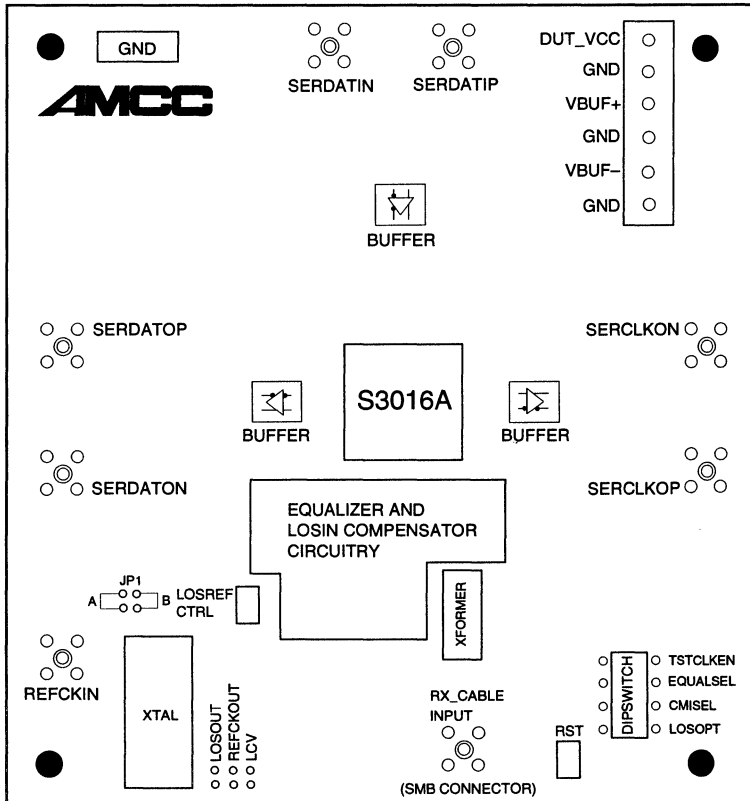 GND
SERDATIN
SERDATIP
DUT_VCC
GND
VBUF+
GND
VBUF−
GND
AMCC
BUFFER
SERDATOP
SERCLKON
S3016A
BUFFER
BUFFER
SERDATON
SERCLKOP
EQUALIZER AND
LOSIN COMPENSATOR
CIRCUITRY
JP1
A
B
LOSREF
CTRL
XFORMER
REFCKIN
XTAL
LOSOUT
REFCKOUT
LCV
RX_CABLE
INPUT
(SMB CONNECTOR)
RST
DIPSWITCH
TSTCLKEN
EQUALSEL
CMISEL
LOSOPT